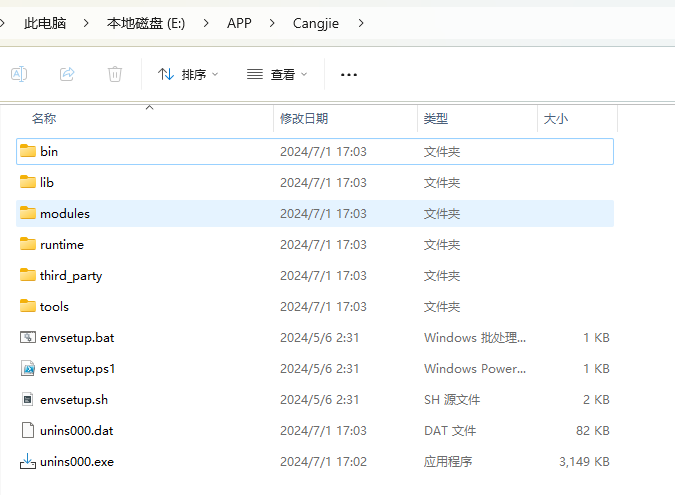 此电脑 > 本地磁盘 (E:) > APP > Cangjie >
排序 查看 ...
名称 修改日期 类型 大小
bin 2024/7/1 17:03 文件夹
lib 2024/7/1 17:03 文件夹
modules 2024/7/1 17:03 文件夹
runtime 2024/7/1 17:03 文件夹
third_party 2024/7/1 17:03 文件夹
tools 2024/7/1 17:03 文件夹
envsetup.bat 2024/5/6 2:31 Windows 批处理... 1 KB
envsetup.ps1 2024/5/6 2:31 Windows Power... 1 KB
envsetup.sh 2024/5/6 2:31 SH 源文件 2 KB
unins000.dat 2024/7/1 17:03 DAT 文件 82 KB
unins000.exe 2024/7/1 17:02 应用程序 3,149 KB